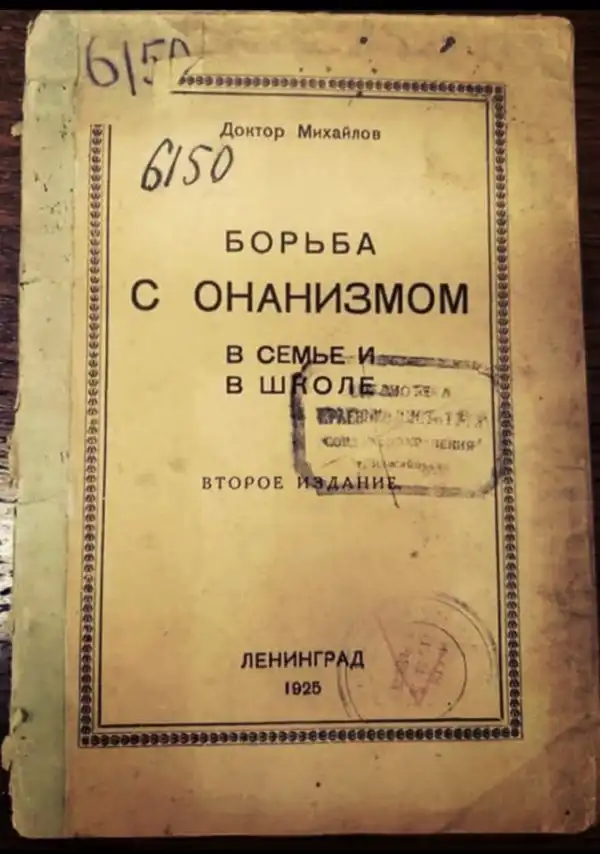 6150
Доктор Михайлов
6150
БОРЬБА
С ОНАНИЗМОМ
В СЕМЬЕ И
В ШКОЛЕ
ВТОРОЕ ИЗДАНИЕ
ЛЕНИНГРАД
1925